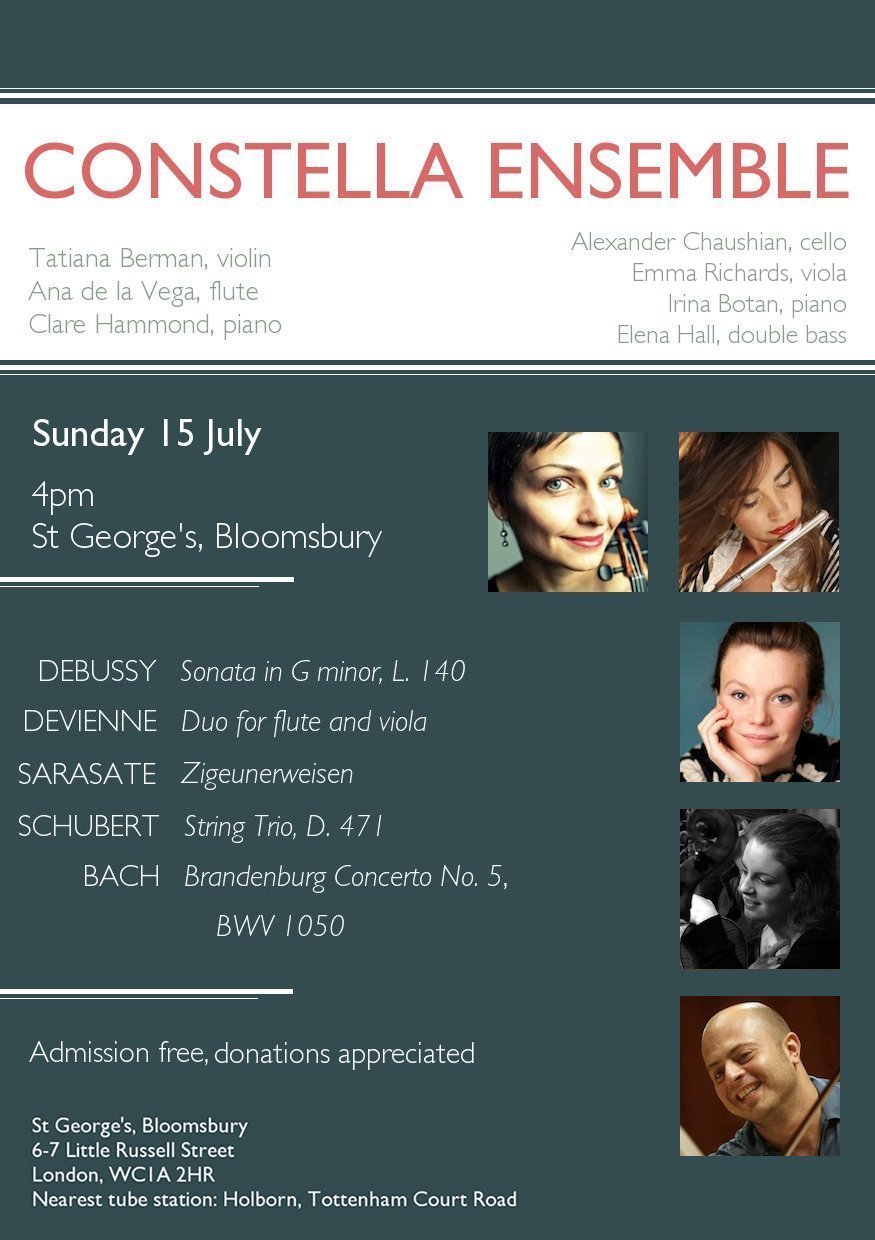 CONSTELLA ENSEMBLE
Tatiana Berman, violin
Ana de la Vega, flute
Clare Hammond, piano
Alexander Chaushian, cello
Emma Richards, viola
Irina Botan, piano
Elena Hall, double bass
Sunday 15 July
4pm
St George's, Bloomsbury
DEBUSSY Sonata in G minor, L. 140
DEVIENNE Duo for flute and viola
SARASATE Zigeunerweisen
SCHUBERT String Trio, D. 471
BACH Brandenburg Concerto No. 5,
BWV 1050
Admission free, donations appreciated
St George's, Bloomsbury
6-7 Little Russell Street
London, WC1A 2HR
Nearest tube station: Holborn, Tottenham Court Road